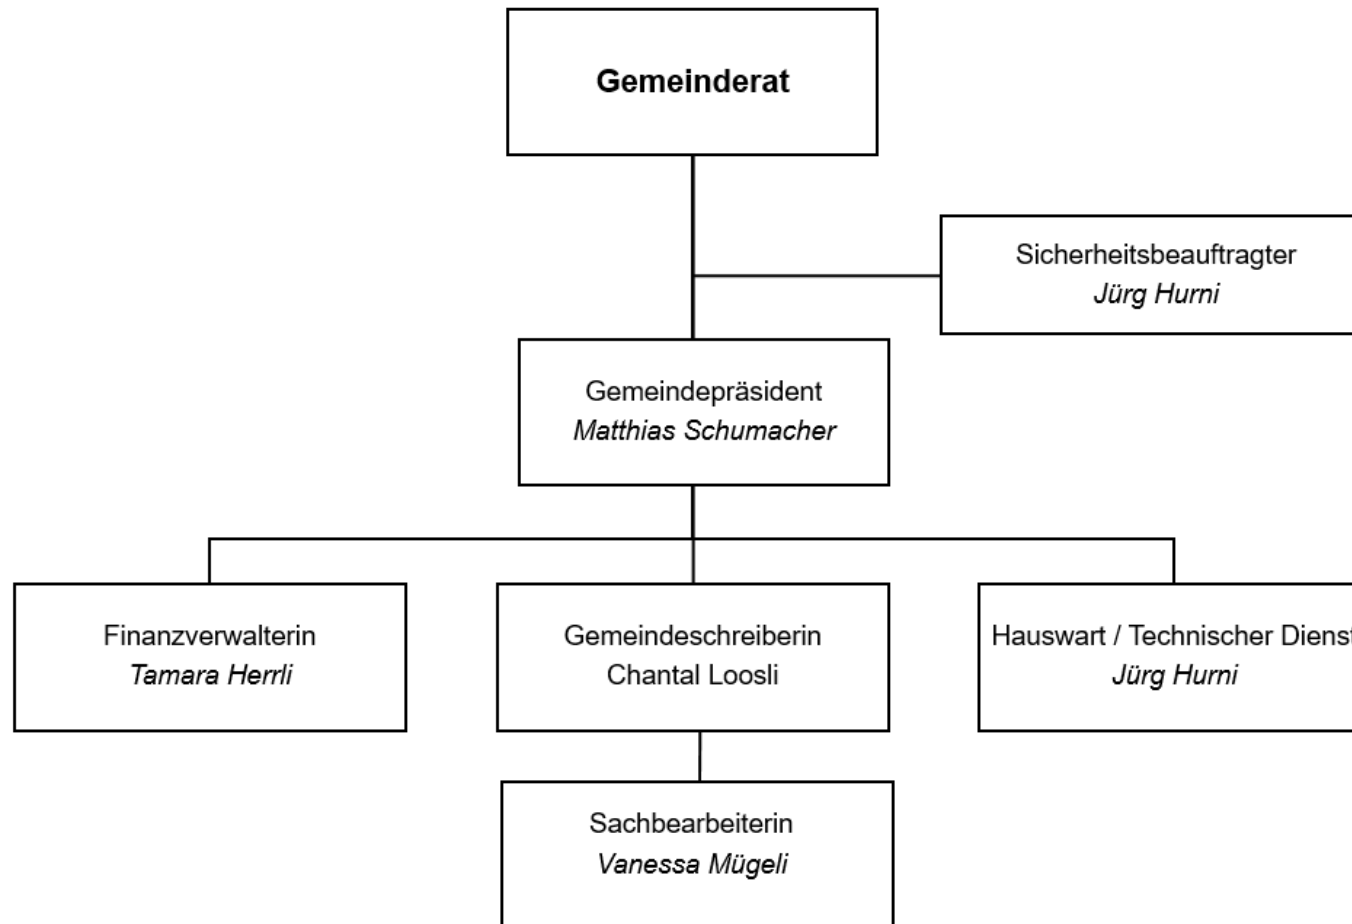 Gemeinderat
Sicherheitsbeauftragter
Jürg Hurni
Gemeindepräsident
Matthias Schumacher
Finanzverwalterin
Tamara Herrli
Gemeindeschreiberin
Chantal Loosli
Hauswart / Technischer Dienst
Jürg Hurni
Sachbearbeiterin
Vanessa Mügeli